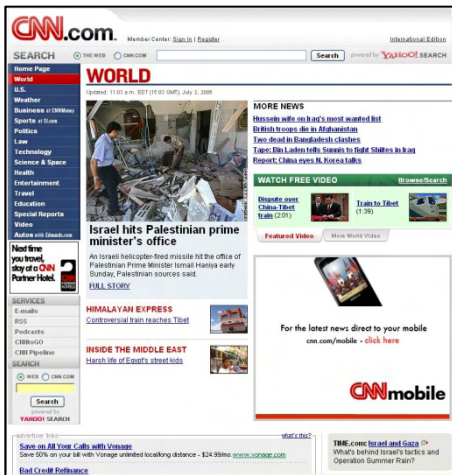 CNN.com.
Member Center: Sign In | Register
International Edition
SEARCH
THE WEB
CNN.COM
Search
powered by YAHOO! SEARCH
Home Page
World
U.S.
Weather
Business at CNNMoney
Sports at SI.com
Politics
Law
Technology
Science & Space
Health
Entertainment
Travel
Education
Special Reports
Video
Autos with Edmunds.com
Next time
you travel,
stay at a CNN
Partner Hotel.
SERVICES
E-mails
RSS
Podcasts
CNNtoGO
CNN Pipeline
SEARCH
WEB
CNN.COM
Search
powered by
YAHOO! SEARCH
WORLD
Updated: 11:03 a.m. EDT (15:03 GMT), July 2, 2006
Israel hits Palestinian prime
minister's office
An Israeli helicopter-fired missile hit the office of
Palestinian Prime Minister Ismail Haniya early
Sunday, Palestinian sources said.
FULL STORY
HIMALAYAN EXPRESS
Controversial train reaches Tibet
INSIDE THE MIDDLE EAST
Harsh life of Egypt's street kids
MORE NEWS
Hussein wife on Iraq's most wanted list
British troops die in Afghanistan
Two dead in Bangladesh clashes
Tape: Bin Laden tells Sunnis to fight Shiites in Iraq
Report: China eyes N. Korea talks
WATCH FREE VIDEO
Browse/Search
Dispute over
China-Tibet
train (2:01)
Train to Tibet
(1:39)
Featured Video
More World Video
For the latest news direct to your mobile
cnn.com/mobile - click here
CNN mobile
advertiser links
what's this?
Save on All Your Calls with Vonage
Save 50% on your bill with Vonage unlimited local/long distance - $24.99/mo.
www.vonage.com
Bad Credit Refinance
TIME.com: Israel and Gaza
What's behind Israel's tactics and
Operation Summer Rain?